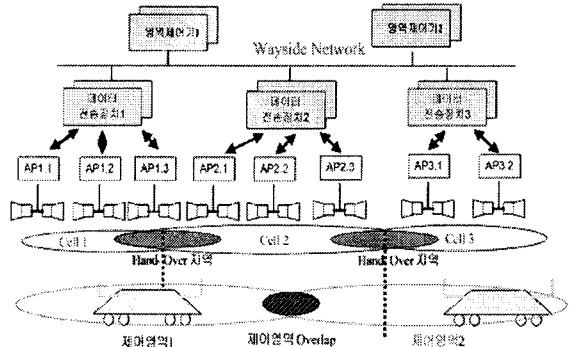 영역제어기1 영역제어기2
Wayside Network
데이터 전송장치1
데이터 전송장치2
데이터 전송장치3
AP1.1 AP1.2 AP1.3 AP2.1 AP2.2 AP2.3 AP3.1 AP3.2
Cell 1 Cell 2 Cell 3
Hand-Over 지역 Hand-Over 지역
제어영역1 제어영역 Overlap 제어영역2